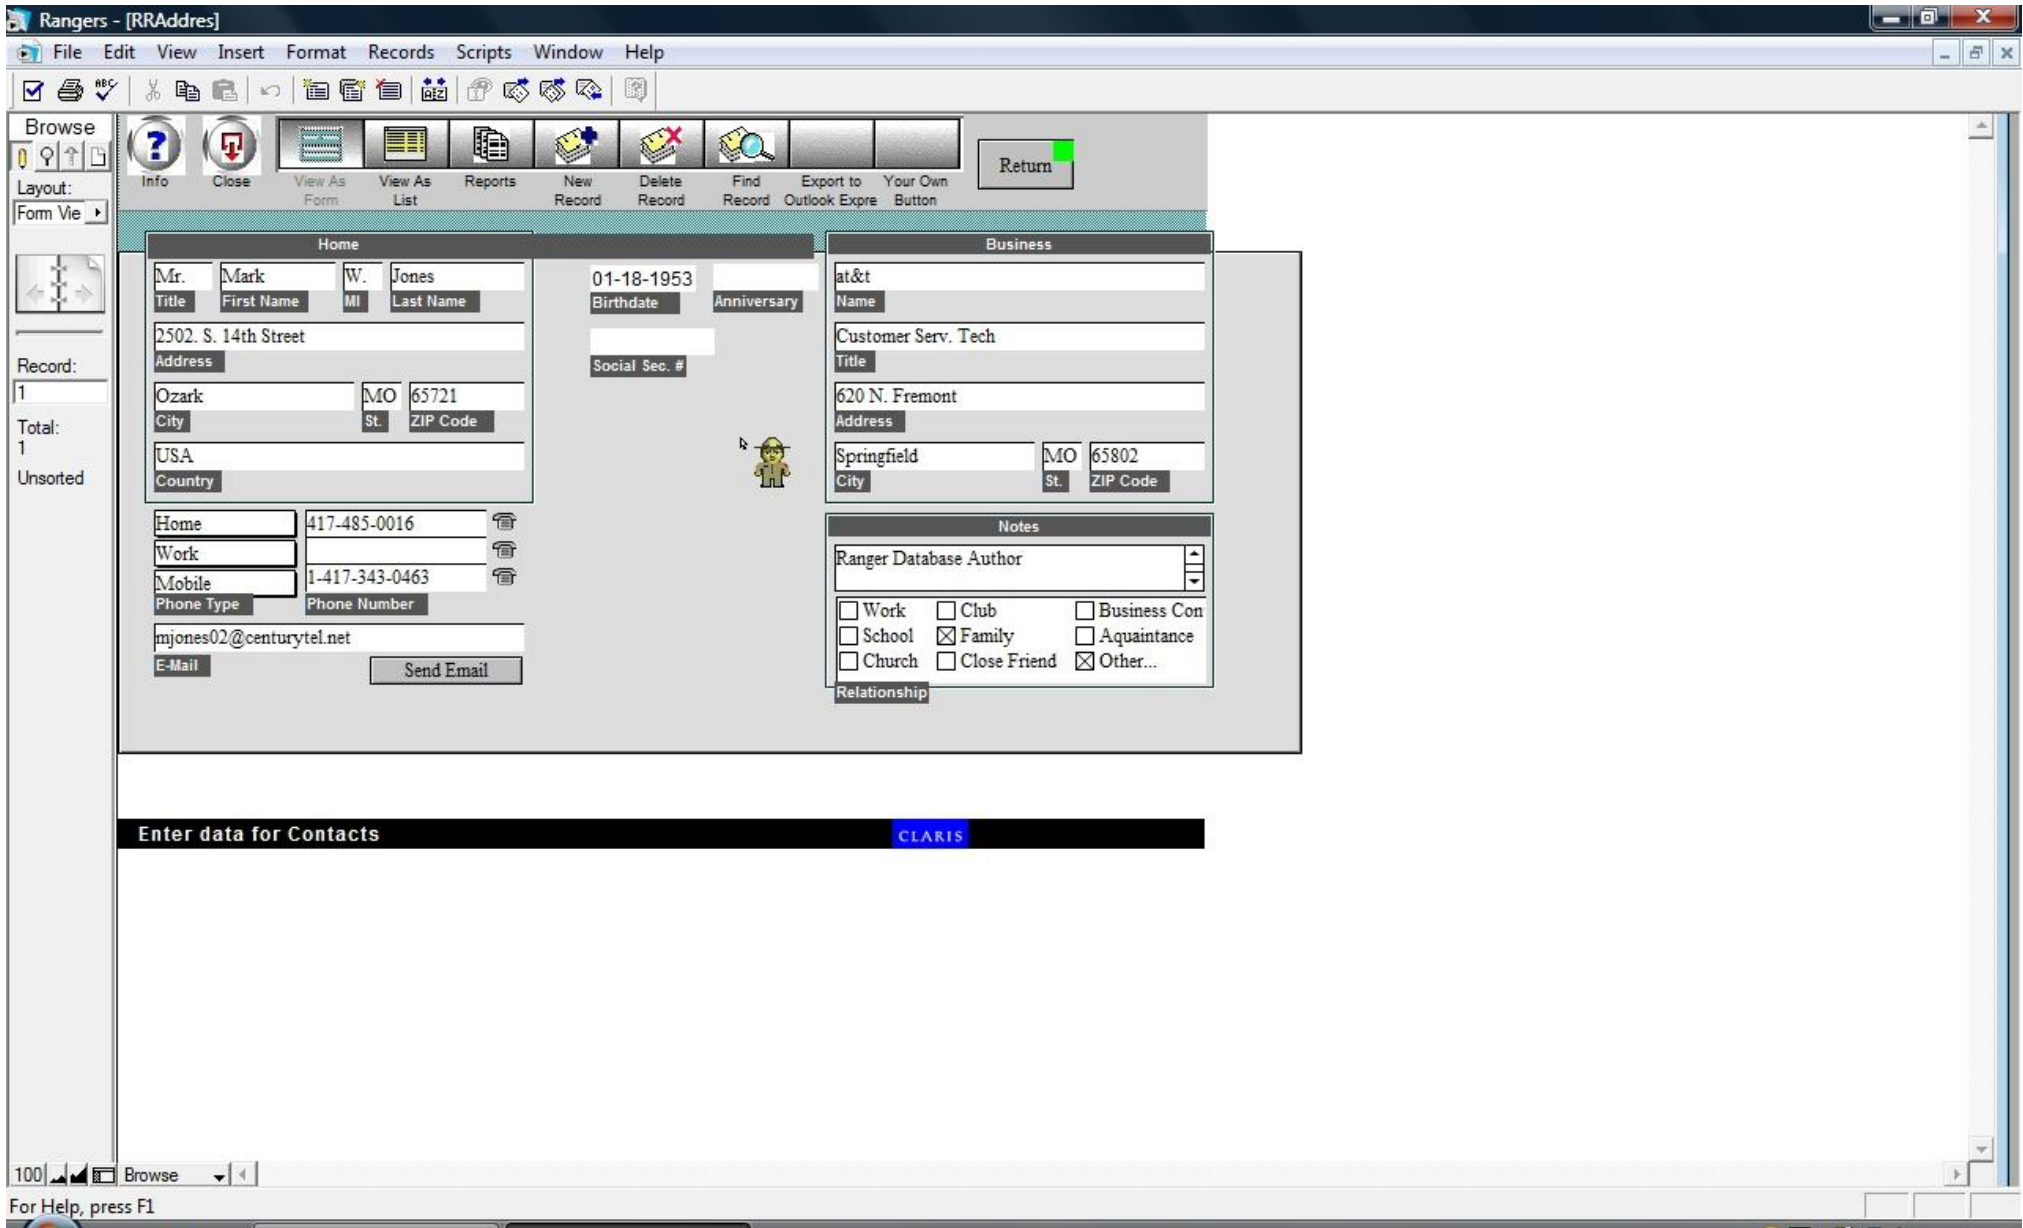 Rangers - [RRAddres]
File Edit View Insert Format Records Scripts Window Help
ABC
Browse
Layout:
Form Vie
Record:
1
Total:
1
Unsorted
?
Info Close View As Form View As List Reports New Record Delete Record Find Record Export to Outlook Expre Your Own Button
Return
Home
Mr. Mark W. Jones
Title First Name MI Last Name
2502. S. 14th Street
Address
Ozark MO 65721
City St. ZIP Code
USA
Country
01-18-1953
Birthdate Anniversary
Social Sec. #
Business
at&t
Name
Customer Serv. Tech
Title
620 N. Fremont
Address
Springfield MO 65802
City St. ZIP Code
Home 417-485-0016
Work
Mobile 1-417-343-0463
Phone Type Phone Number
mjones02@centurytel.net
E-Mail
Send Email
Notes
Ranger Database Author
Work Club Business Con
School Family Aquaintance
Church Close Friend Other...
Relationship
Enter data for Contacts CLARIS
100 Browse
For Help, press F1